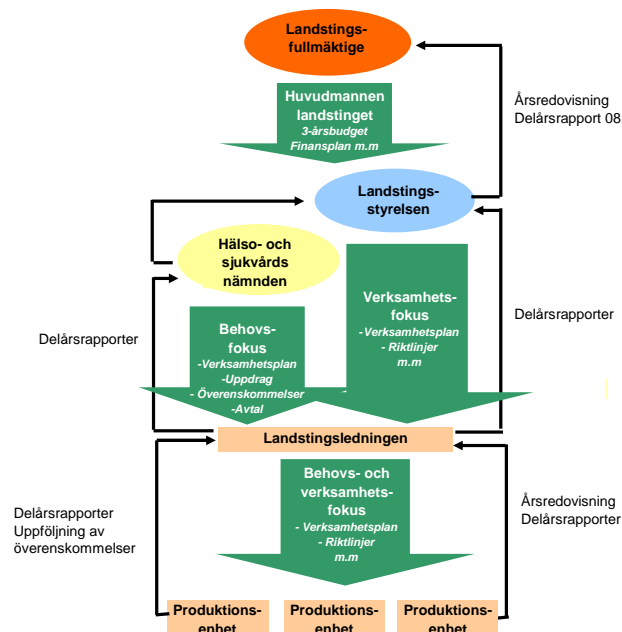 Landstings-
fullmäktige
Huvudmannen
landstinget
3-årsbudget
Finansplan m.m
Årsredovisning
Delårsrapport 08
Landstings-
styrelsen
Hälso- och
sjukvårds
nämnden
Verksamhets-
fokus
-Verksamhetsplan
- Riktlinjer
m.m
Delårsrapporter
Behovs-
fokus
-Verksamhetsplan
-Uppdrag
- Överenskommelser
-Avtal
Delårsrapporter
Landstingsledningen
Behovs- och
verksamhets-
fokus
- Verksamhetsplan
- Riktlinjer
m.m
Delårsrapporter
Uppföljning av
överenskommelser
Årsredovisning
Delårsrapporter
Produktions-
enhet
Produktions-
enhet
Produktions-
enhet